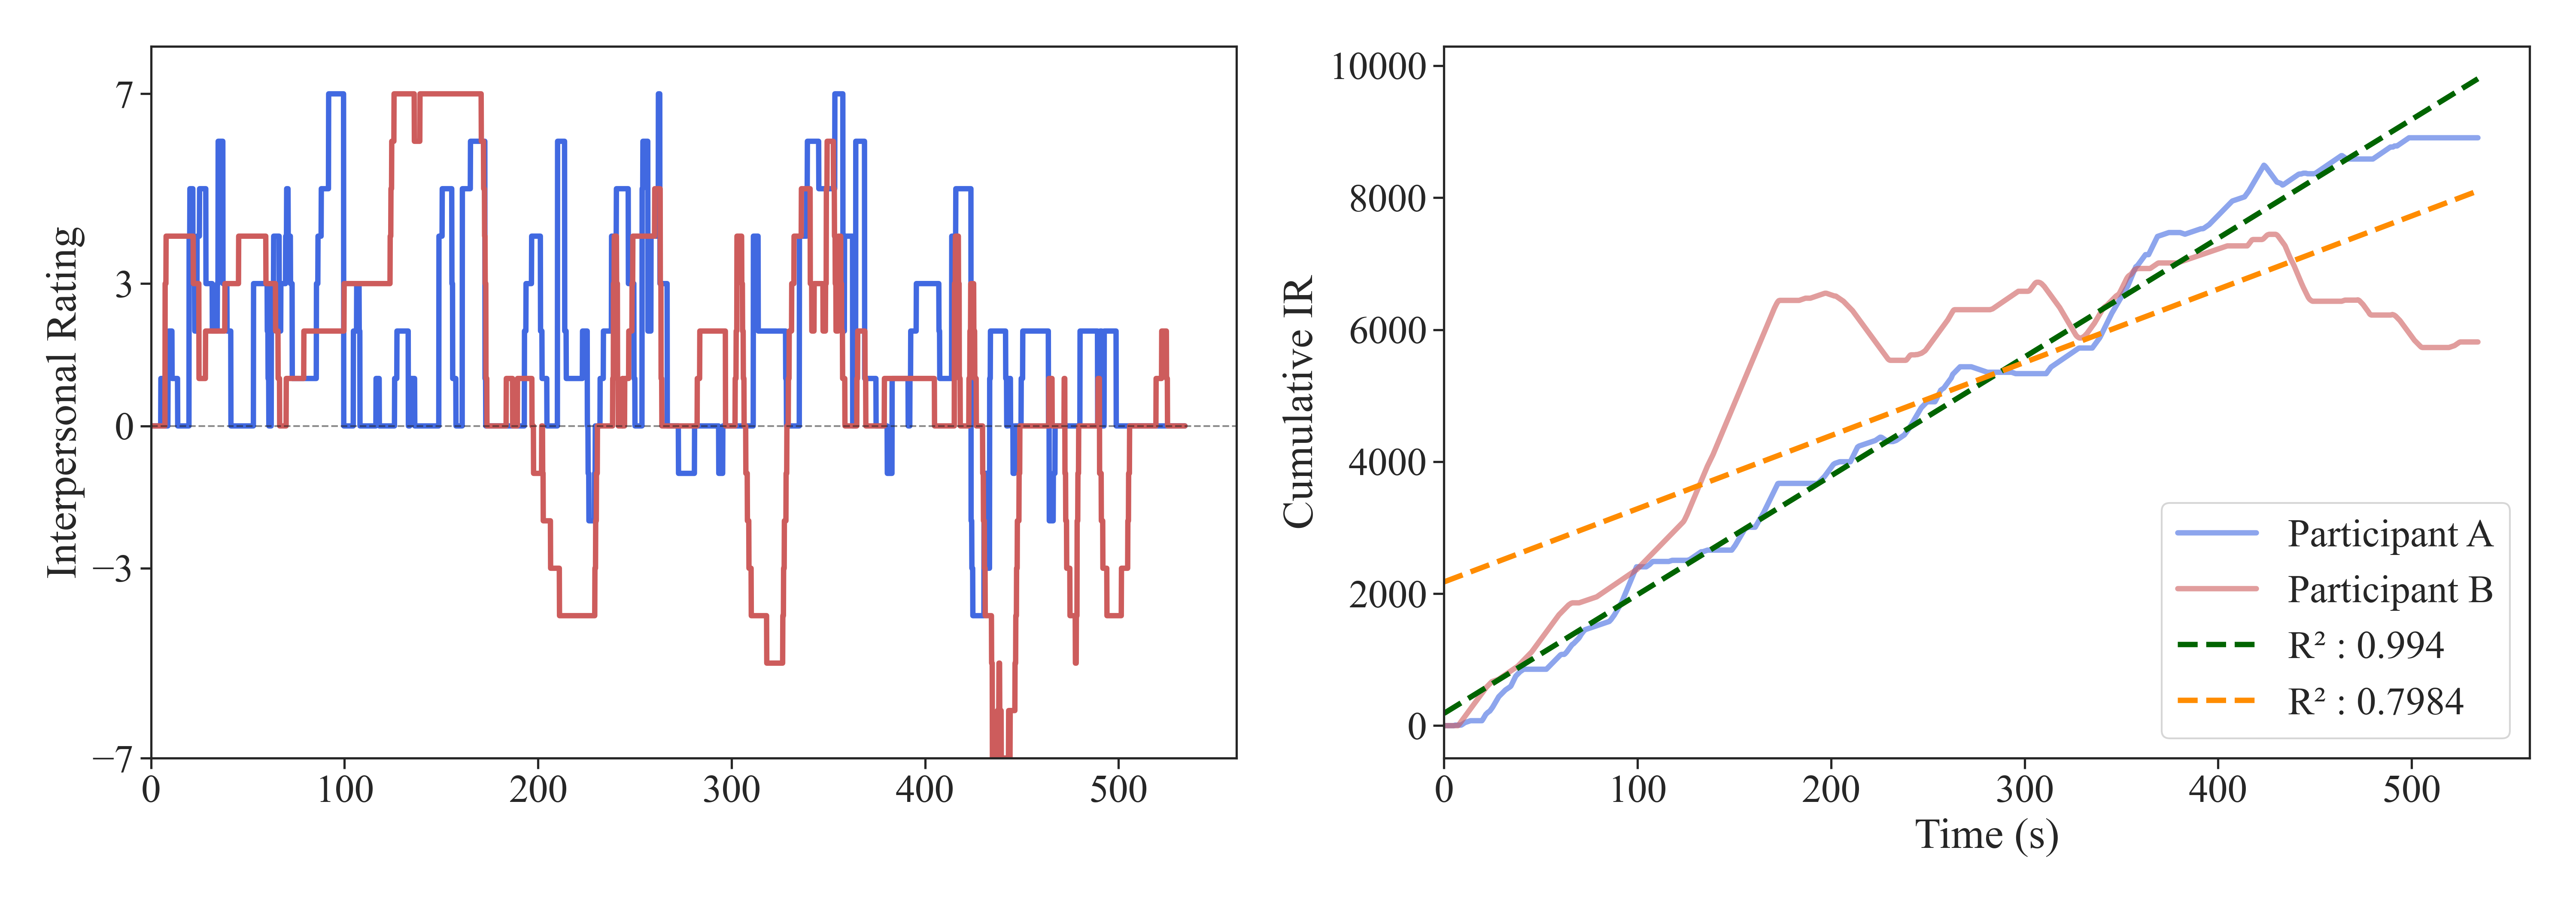 Interpersonal Rating
7
3
0
−3
−7
0 100 200 300 400 500
Cumulative IR
10000
8000
6000
4000
2000
0
0 100 200 300 400 500
Time (s)
Participant A
Participant B
R² : 0.994
R² : 0.7984